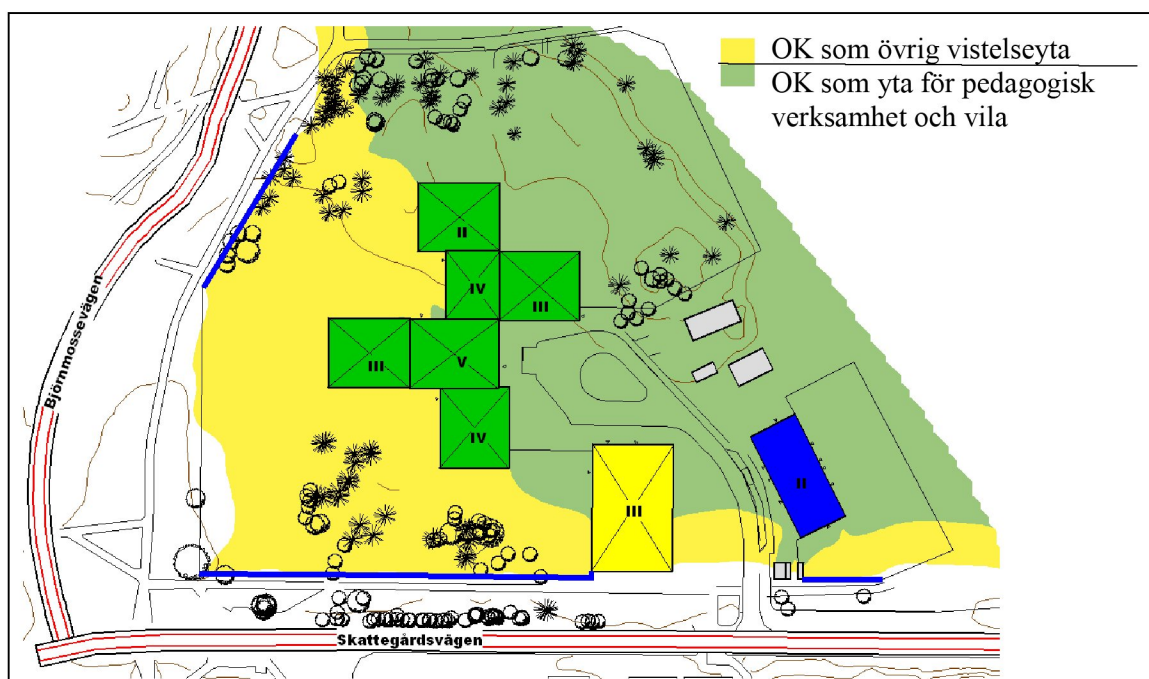 OK som övrig vistelseyta
OK som yta för pedagogisk
verksamhet och vila
II
IV
III
III
V
IV
III
II
Björnmossevägen
Skattegårdsvägen